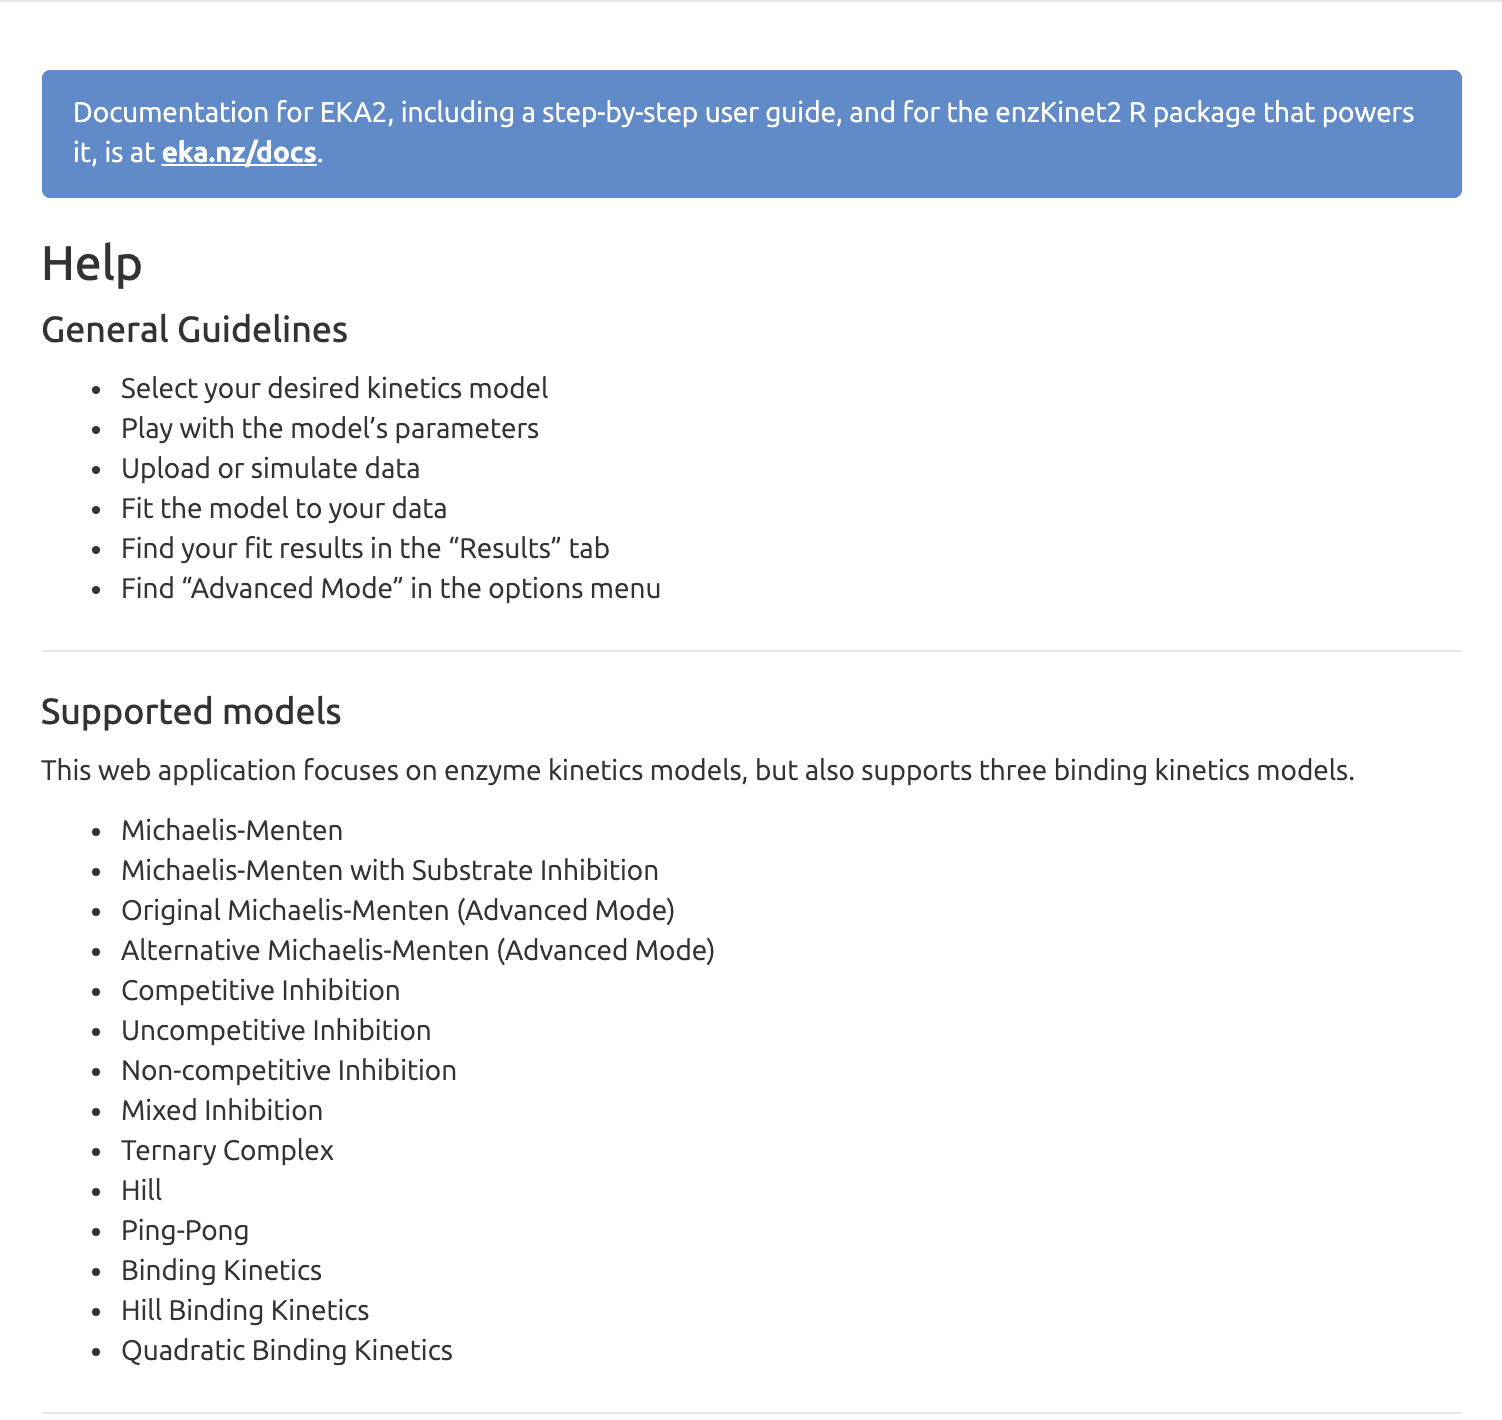 Documentation for EKA2, including a step-by-step user guide, and for the enzKinet2 R package that powers
it, is at eka.nz/docs.
Help
General Guidelines
• Select your desired kinetics model
• Play with the model’s parameters
• Upload or simulate data
• Fit the model to your data
• Find your fit results in the “Results” tab
• Find “Advanced Mode” in the options menu
Supported models
This web application focuses on enzyme kinetics models, but also supports three binding kinetics models.
• Michaelis-Menten
• Michaelis-Menten with Substrate Inhibition
• Original Michaelis-Menten (Advanced Mode)
• Alternative Michaelis-Menten (Advanced Mode)
• Competitive Inhibition
• Uncompetitive Inhibition
• Non-competitive Inhibition
• Mixed Inhibition
• Ternary Complex
• Hill
• Ping-Pong
• Binding Kinetics
• Hill Binding Kinetics
• Quadratic Binding Kinetics